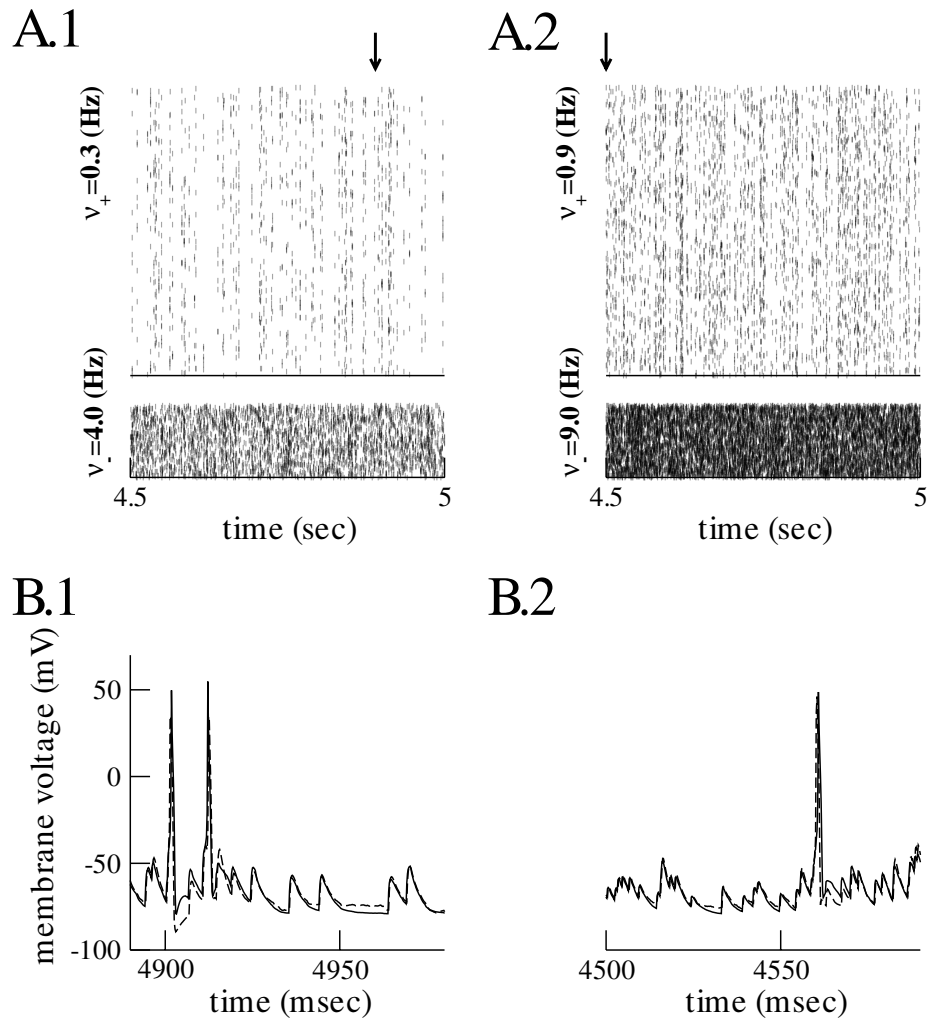 A.1
A.2
ν+=0.3 (Hz)
ν+=0.9 (Hz)
ν-=4.0 (Hz)
ν-=9.0 (Hz)
4.5 5
4.5 5
time (sec)
time (sec)
B.1
B.2
membrane voltage (mV)
50
0
-50
-100
4900 4950
4500 4550
time (msec)
time (msec)